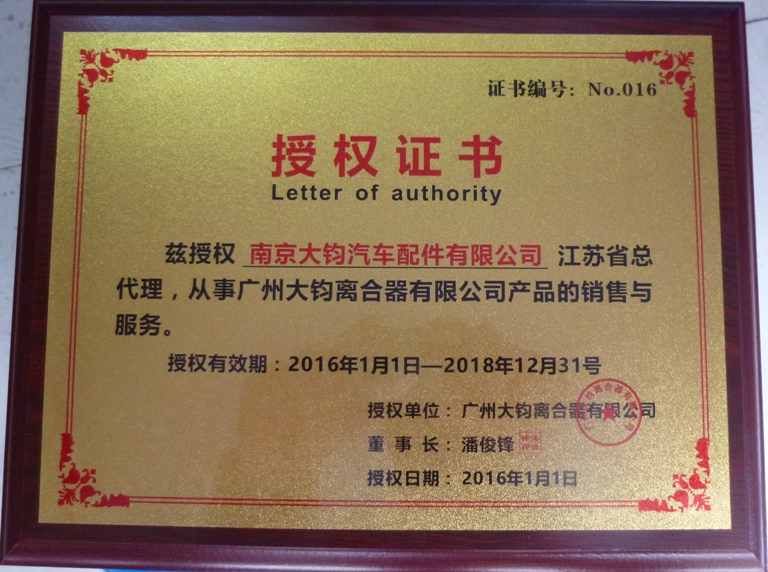 证书编号：No.016
授权证书
Letter of authority
兹授权 南京大钧汽车配件有限公司 江苏省总
代理，从事广州大钧离合器有限公司产品的销售与
服务。
授权有效期：2016年1月1日—2018年12月31号
授权单位：广州大钧离合器有限公司
董 事 长：潘俊锋
授权日期：2016年1月1日